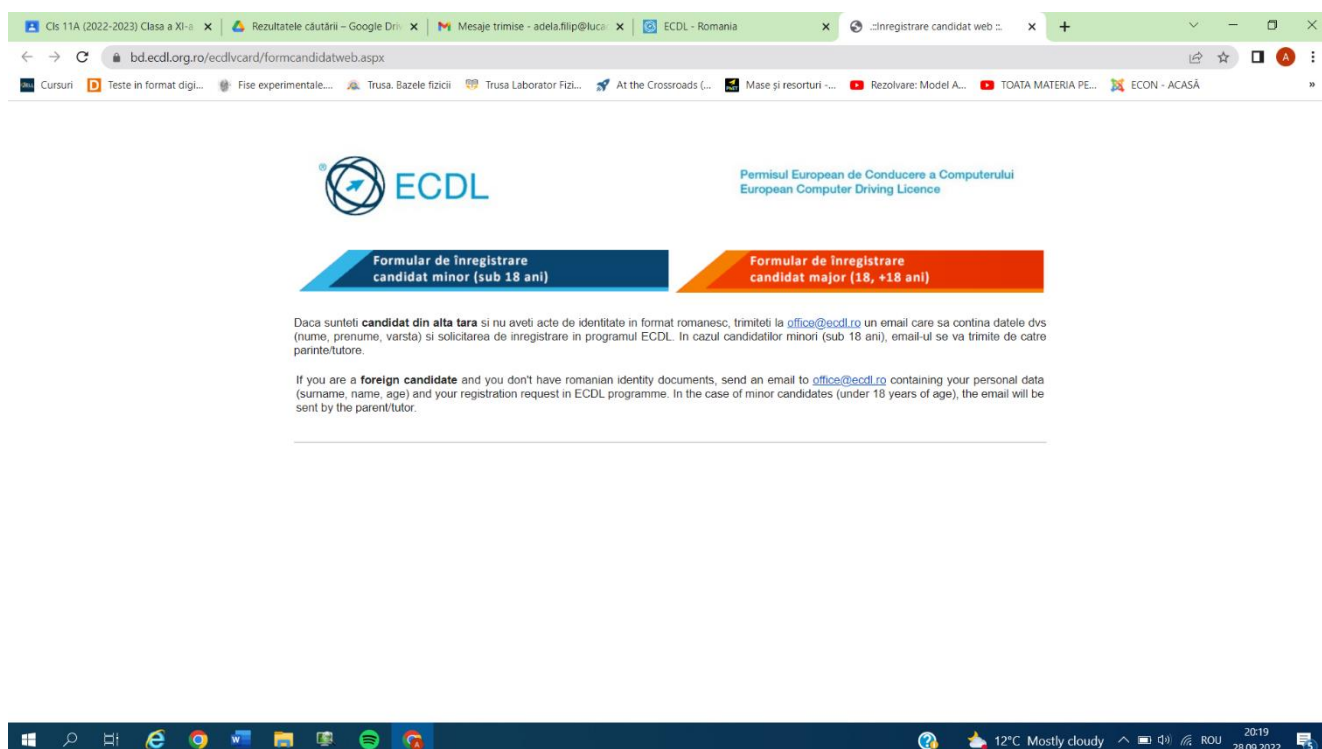 Cls 11A (2022-2023) Clasa a XI-a
Rezultatele căutării – Google Driv
Mesaje trimise - adela.filip@lucac
ECDL - Romania
.::Inregistrare candidat web ::.
bd.ecdl.org.ro/ecdlvcard/formcandidatweb.aspx
A
Cursuri
Teste in format digi...
Fise experimentale....
Trusa. Bazele fizicii
Trusa Laborator Fizi...
At the Crossroads (...
Mase și resorturi -...
Rezolvare: Model A...
TOATA MATERIA PE...
ECON - ACASĂ
»
® ECDL
Permisul European de Conducere a Computerului
European Computer Driving Licence
Formular de înregistrare
candidat minor (sub 18 ani)
Formular de înregistrare
candidat major (18, +18 ani)
Daca sunteti candidat din alta tara si nu aveti acte de identitate in format romanesc, trimiteti la office@ecdl.ro un email care sa contina datele dvs
(nume, prenume, varsta) si solicitarea de inregistrare in programul ECDL. In cazul candidatilor minori (sub 18 ani), email-ul se va trimite de catre
parinte/tutore.
If you are a foreign candidate and you don't have romanian identity documents, send an email to office@ecdl.ro containing your personal data
(surname, name, age) and your registration request in ECDL programme. In the case of minor candidates (under 18 years of age), the email will be
sent by the parent/tutor.
12°C Mostly cloudy
ROU
20:19
28.09.2022